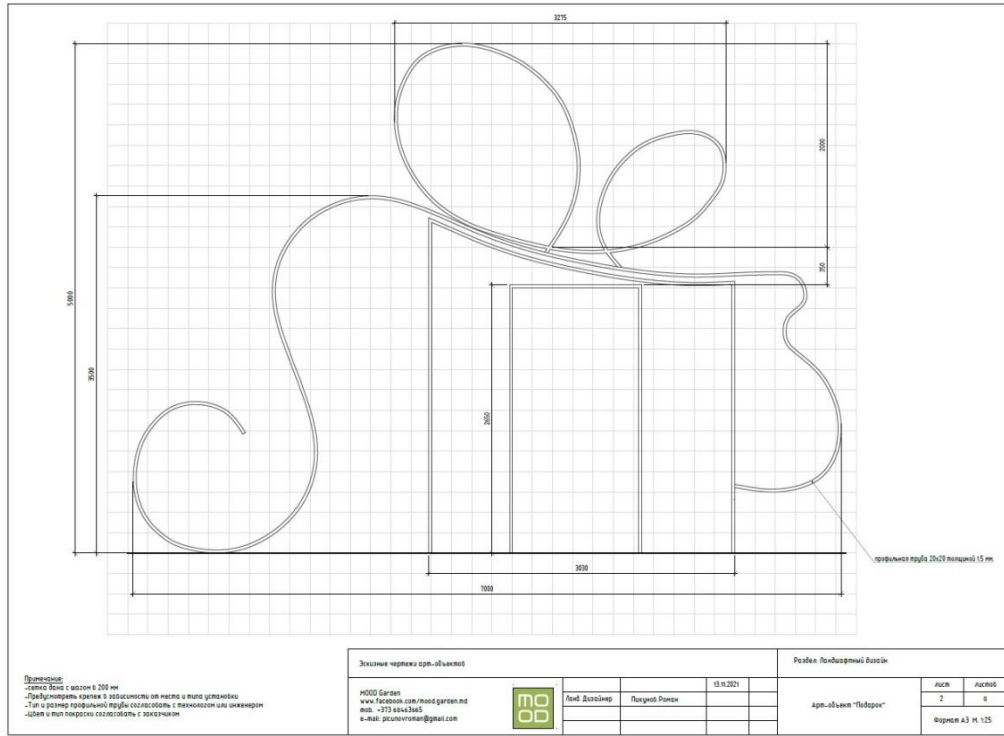 3275
5000
3500
2000
350
2650
3030
7000
профильная труба 20х20 толщиной 1.5 мм.
Примечание:
-сетка дана с шагом в 200 мм
-Предусмотреть крепеж в зависимости от места и типа установки
-Тип и размер профильной трубы согласовать с технологом или инженером
-Цвет и тип покраски согласовать с заказчиком
Эскизные чертежи арт-объектов
Раздел: Ландшафтный дизайн
MOOD Garden
www.facebook.com/mood.garden.md
mob. +373 60463665
e-mail: picunovroman@gmail.com
MO
OD
13.11.2021
Ланд. Дизайнер
Пикунов Роман
Арт-объект "Подарок"
лист
листов
2
8
Формат А3 М. 1:25